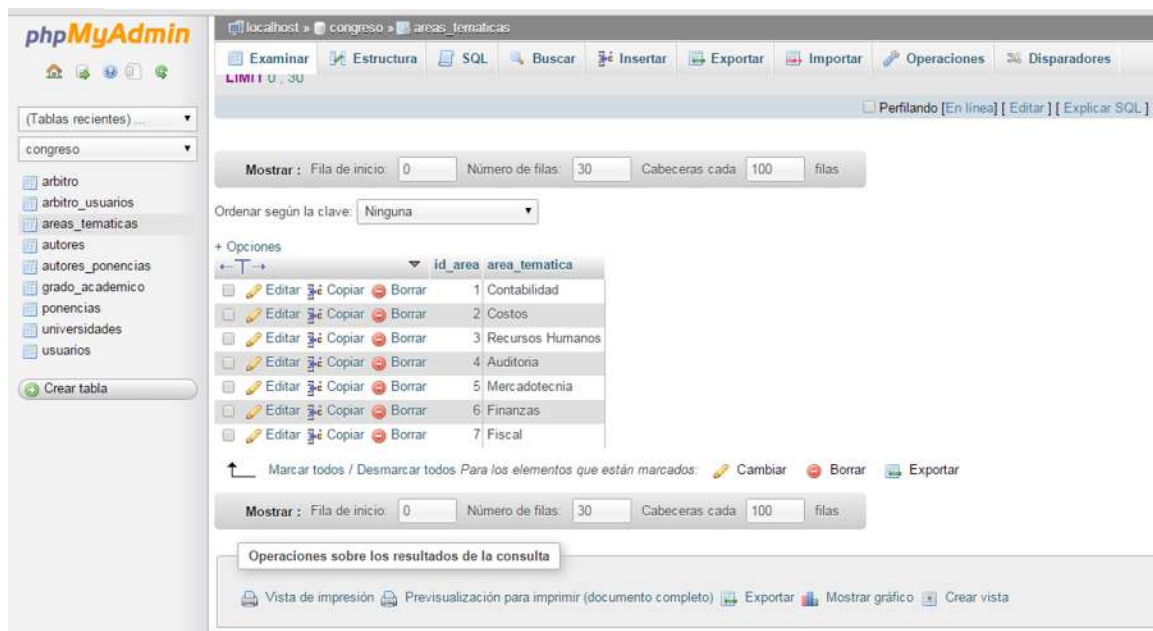 phpMyAdmin
(Tablas recientes) ...
congreso
arbitro
arbitro_usuarios
areas_tematicas
autores
autores_ponencias
grado_academico
ponencias
universidades
usuarios
Crear tabla
localhost » congreso » areas_tematicas
Examinar Estructura SQL Buscar Insertar Exportar Importar Operaciones Disparadores
LIMIT 0 , 30
Perfilando [En línea] [ Editar ] [ Explicar SQL ]
Mostrar : Fila de inicio: 0 Número de filas: 30 Cabeceras cada 100 filas
Ordenar según la clave: Ninguna
+ Opciones
←T→ id_area area_tematica
Editar Copiar Borrar 1 Contabilidad
Editar Copiar Borrar 2 Costos
Editar Copiar Borrar 3 Recursos Humanos
Editar Copiar Borrar 4 Auditoria
Editar Copiar Borrar 5 Mercadotecnia
Editar Copiar Borrar 6 Finanzas
Editar Copiar Borrar 7 Fiscal
Marcar todos / Desmarcar todos Para los elementos que están marcados: Cambiar Borrar Exportar
Mostrar : Fila de inicio: 0 Número de filas: 30 Cabeceras cada 100 filas
Operaciones sobre los resultados de la consulta
Vista de impresión Previsualización para imprimir (documento completo) Exportar Mostrar gráfico Crear vista